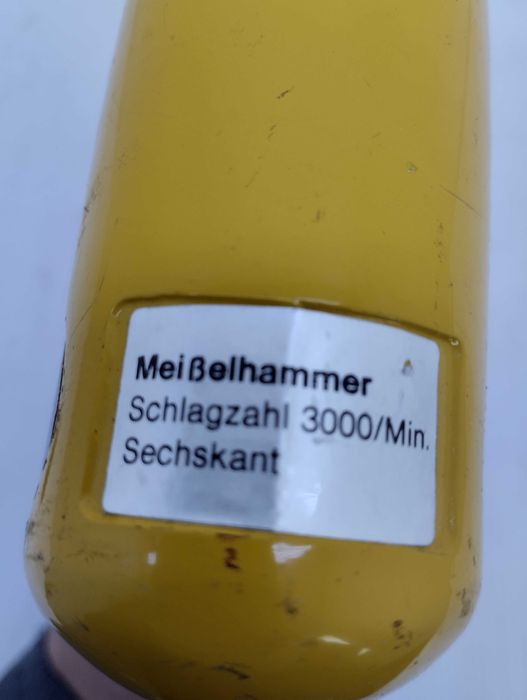 Meißelhammer
Schlagzahl 3000/Min.
Sechskant